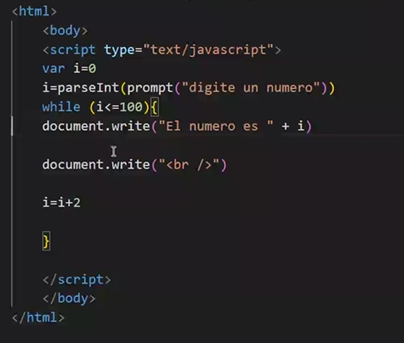 <html>
<body>
<script type="text/javascript">
var i=0
i=parseInt(prompt("digite un numero"))
while (i<=100){
document.write("El numero es " + i)
document.write("<br />")
i=i+2
}
</script>
</body>
</html>